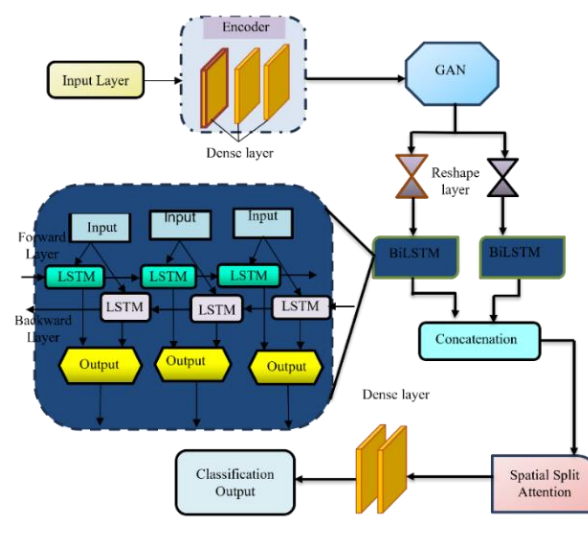 Encoder
Input Layer
Dense layer
GAN
Reshape
layer
BiLSTM
BiLSTM
Concatenation
Spatial Split
Attention
Dense layer
Classification
Output
Input
Input
Input
Forward
Layer
LSTM
LSTM
LSTM
LSTM
LSTM
LSTM
Backward
Layer
Output
Output
Output